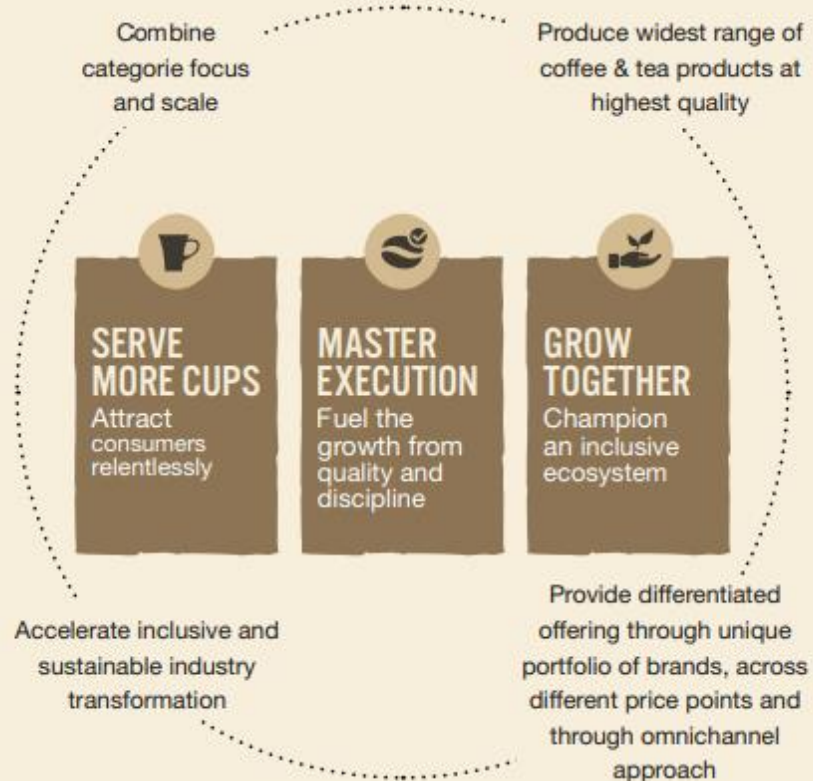 Combine
categorie focus
and scale
Produce widest range of
coffee & tea products at
highest quality
SERVE
MORE CUPS
Attract
consumers
relentlessly
MASTER
EXECUTION
Fuel the
growth from
quality and
discipline
GROW
TOGETHER
Champion
an inclusive
ecosystem
Accelerate inclusive and
sustainable industry
transformation
Provide differentiated
offering through unique
portfolio of brands, across
different price points and
through omnichannel
approach